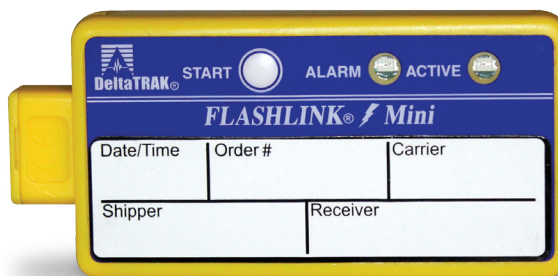 START ALARM ACTIVE
DeltaTRAK®
FLASHLINK® Mini
Date/Time Order # Carrier
Shipper Receiver